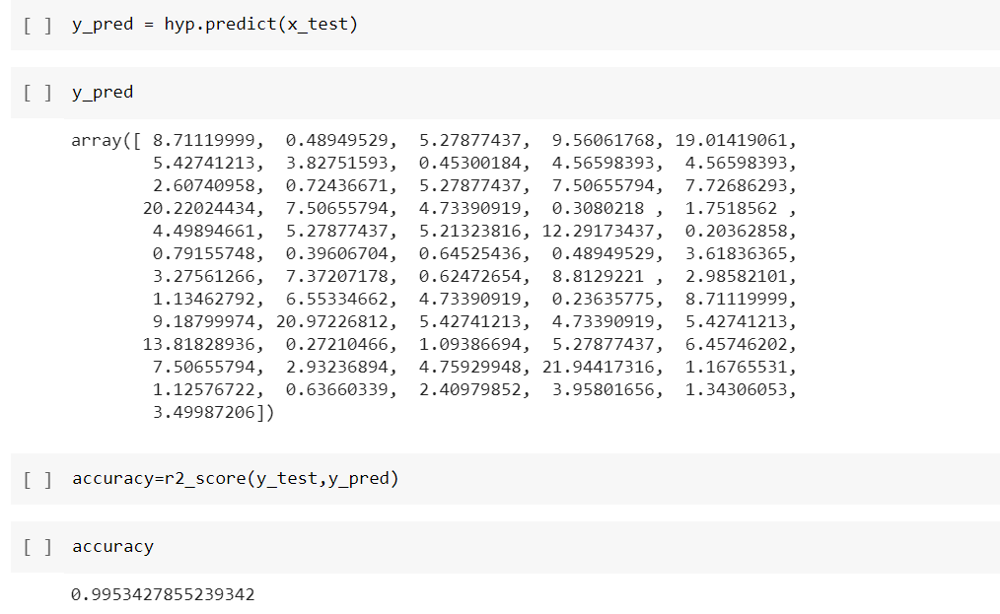 [ ] y_pred = hyp.predict(x_test)
[ ] y_pred
array([ 8.71119999, 0.48949529, 5.27877437, 9.56061768, 19.01419061,
5.42741213, 3.82751593, 0.45300184, 4.56598393, 4.56598393,
2.60740958, 0.72436671, 5.27877437, 7.50655794, 7.72686293,
20.22024434, 7.50655794, 4.73390919, 0.3080218 , 1.7518562 ,
4.49894661, 5.27877437, 5.21323816, 12.29173437, 0.20362858,
0.79155748, 0.39606704, 0.64525436, 0.48949529, 3.61836365,
3.27561266, 7.37207178, 0.62472654, 8.8129221 , 2.98582101,
1.13462792, 6.55334662, 4.73390919, 0.23635775, 8.71119999,
9.18799974, 20.97226812, 5.42741213, 4.73390919, 5.42741213,
13.81828936, 0.27210466, 1.09386694, 5.27877437, 6.45746202,
7.50655794, 2.93236894, 4.75929948, 21.94417316, 1.16765531,
1.12576722, 0.63660339, 2.40979852, 3.95801656, 1.34306053,
3.49987206])
[ ] accuracy=r2_score(y_test,y_pred)
[ ] accuracy
0.9953427855239342